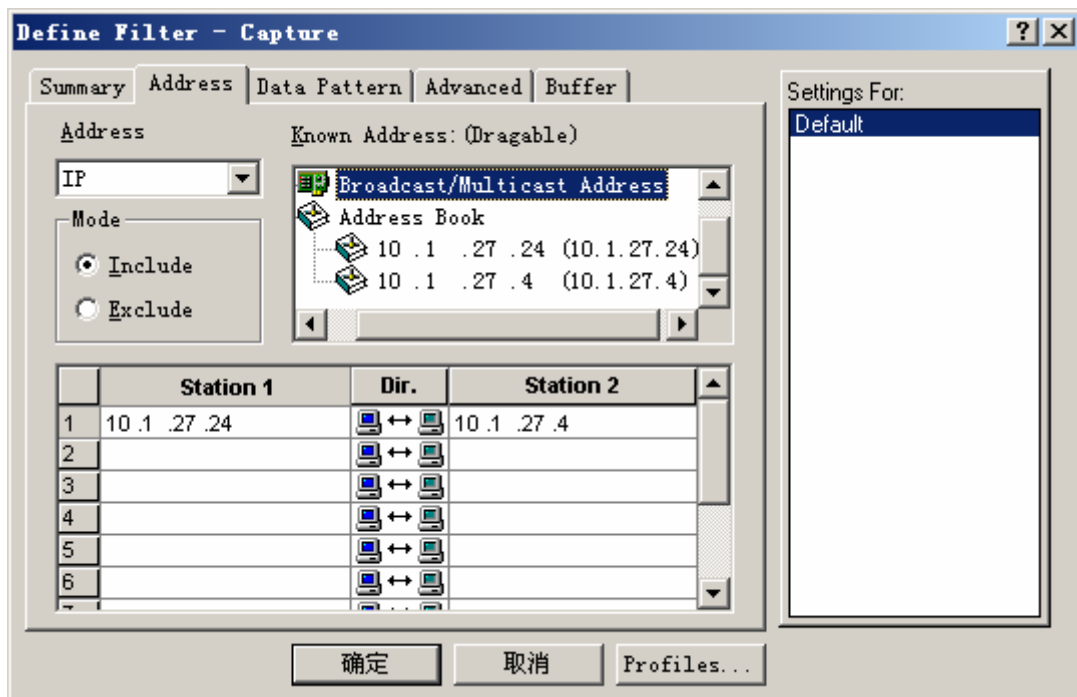 Define Filter - Capture
Summary Address Data Pattern Advanced Buffer
Settings For:
Default
Address
IP
Mode
Include
Exclude
Known Address: (Dragable)
Broadcast/Multicast Address
Address Book
10 .1 .27 .24 (10.1.27.24)
10 .1 .27 .4 (10.1.27.4)
Station 1 Dir. Station 2
1 10 .1 .27 .24 10 .1 .27 .4
2
3
4
5
6
确定 取消 Profiles...